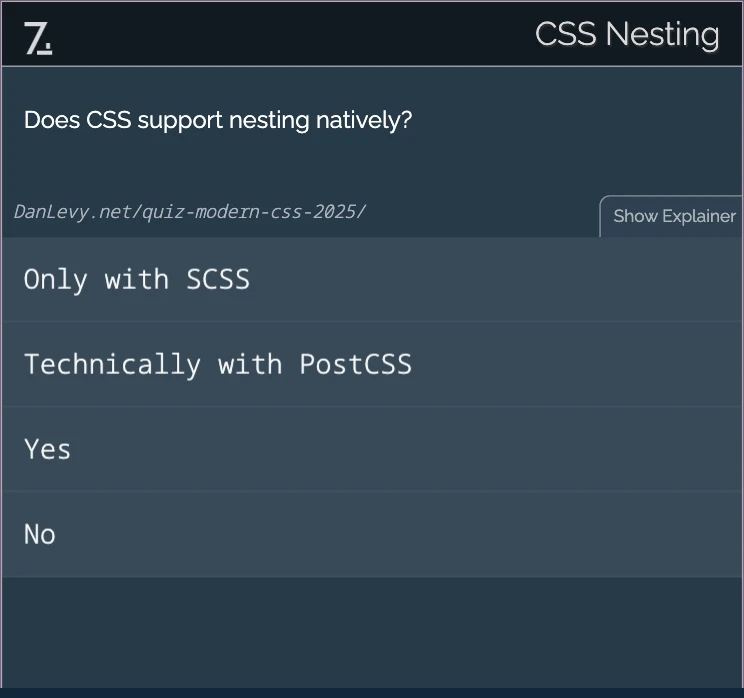 7.
CSS Nesting
Does CSS support nesting natively?
DanLevy.net/quiz-modern-css-2025/
Show Explainer
Only with SCSS
Technically with PostCSS
Yes
No